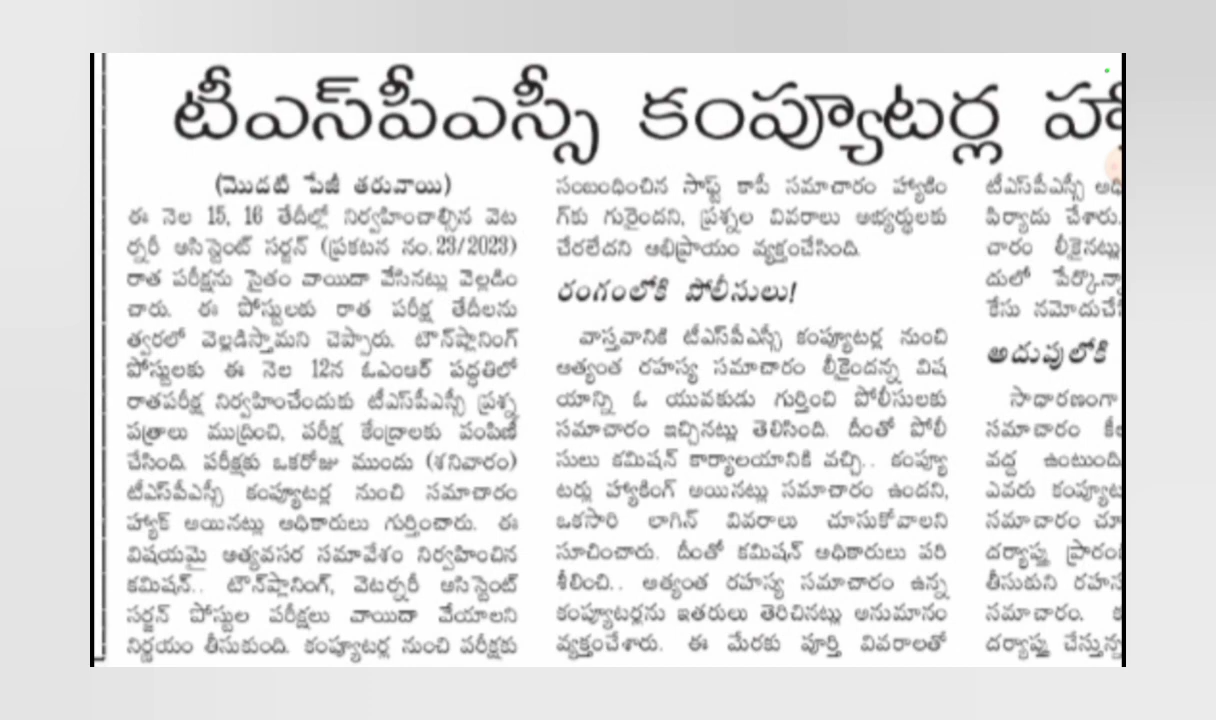 టీఎస్‌పీఎస్సీ కంప్యూటర్ల
(మొదటి పేజీ తరువాయి)
ఈ నెల 15, 16 తేదీల్లో నిర్వహించాల్సిన వెట
ర్నరీ అసిస్టెంట్ సర్జన్ (ప్రకటన నం.23/2023)
రాత పరీక్షను సైతం వాయిదా వేసినట్లు వెల్లడిం
చారు. ఈ పోస్టులకు రాత పరీక్ష తేదీలను
త్వరలో వెల్లడిస్తామని చెప్పారు. టౌన్‌ప్లానింగ్
పోస్టులకు ఈ నెల 12న ఓఎంఆర్ పద్ధతిలో
రాతపరీక్ష నిర్వహించేందుకు టీఎస్‌పీఎస్సీ ప్రశ్న
పత్రాలు ముద్రించి, పరీక్ష కేంద్రాలకు పంపిణీ
చేసింది. పరీక్షకు ఒకరోజు ముందు (శనివారం)
టీఎస్‌పీఎస్సీ కంప్యూటర్ల నుంచి సమాచారం
హ్యాక్ అయినట్లు అధికారులు గుర్తించారు. ఈ
విషయమై అత్యవసర సమావేశం నిర్వహించిన
కమిషన్.. టౌన్‌ప్లానింగ్, వెటర్నరీ అసిస్టెంట్
సర్జన్ పోస్టుల పరీక్షలు వాయిదా వేయాలని
నిర్ణయం తీసుకుంది. కంప్యూటర్ల నుంచి పరీక్షకు
సంబంధించిన సాఫ్ట్ కాపీ సమాచారం హ్యాకిం
గ్‌కు గురైందని, ప్రశ్నల వివరాలు అభ్యర్థులకు
చేరలేదని అభిప్రాయం వ్యక్తంచేసింది.
రంగంలోకి పోలీసులు!
వాస్తవానికి టీఎస్‌పీఎస్సీ కంప్యూటర్ల నుంచి
అత్యంత రహస్య సమాచారం లీకైందన్న విష
యాన్ని ఓ యువకుడు గుర్తించి పోలీసులకు
సమాచారం ఇచ్చినట్లు తెలిసింది. దీంతో పోలీ
సులు కమిషన్ కార్యాలయానికి వచ్చి.. కంప్యూ
టర్లు హ్యాకింగ్ అయినట్లు సమాచారం ఉందని,
ఒకసారి లాగిన్ వివరాలు చూసుకోవాలని
సూచించారు. దీంతో కమిషన్ అధికారులు పరి
శీలించి.. అత్యంత రహస్య సమాచారం ఉన్న
కంప్యూటర్లను ఇతరులు తెరిచినట్లు అనుమానం
వ్యక్తంచేశారు. ఈ మేరకు పూర్తి వివరాలతో
టీఎస్‌పీఎస్సీ
ఫిర్యాదు చేశారు.
చారం లీకైనట్లు
దులో
కేసు
అదుపులోకి
సాధారణంగా
సమాచారం
వద్ద ఉంటుంది
ఎవరు
సమాచారం
దర్యాప్తు
తీసుకుని
సమాచారం.
దర్యాప్తు